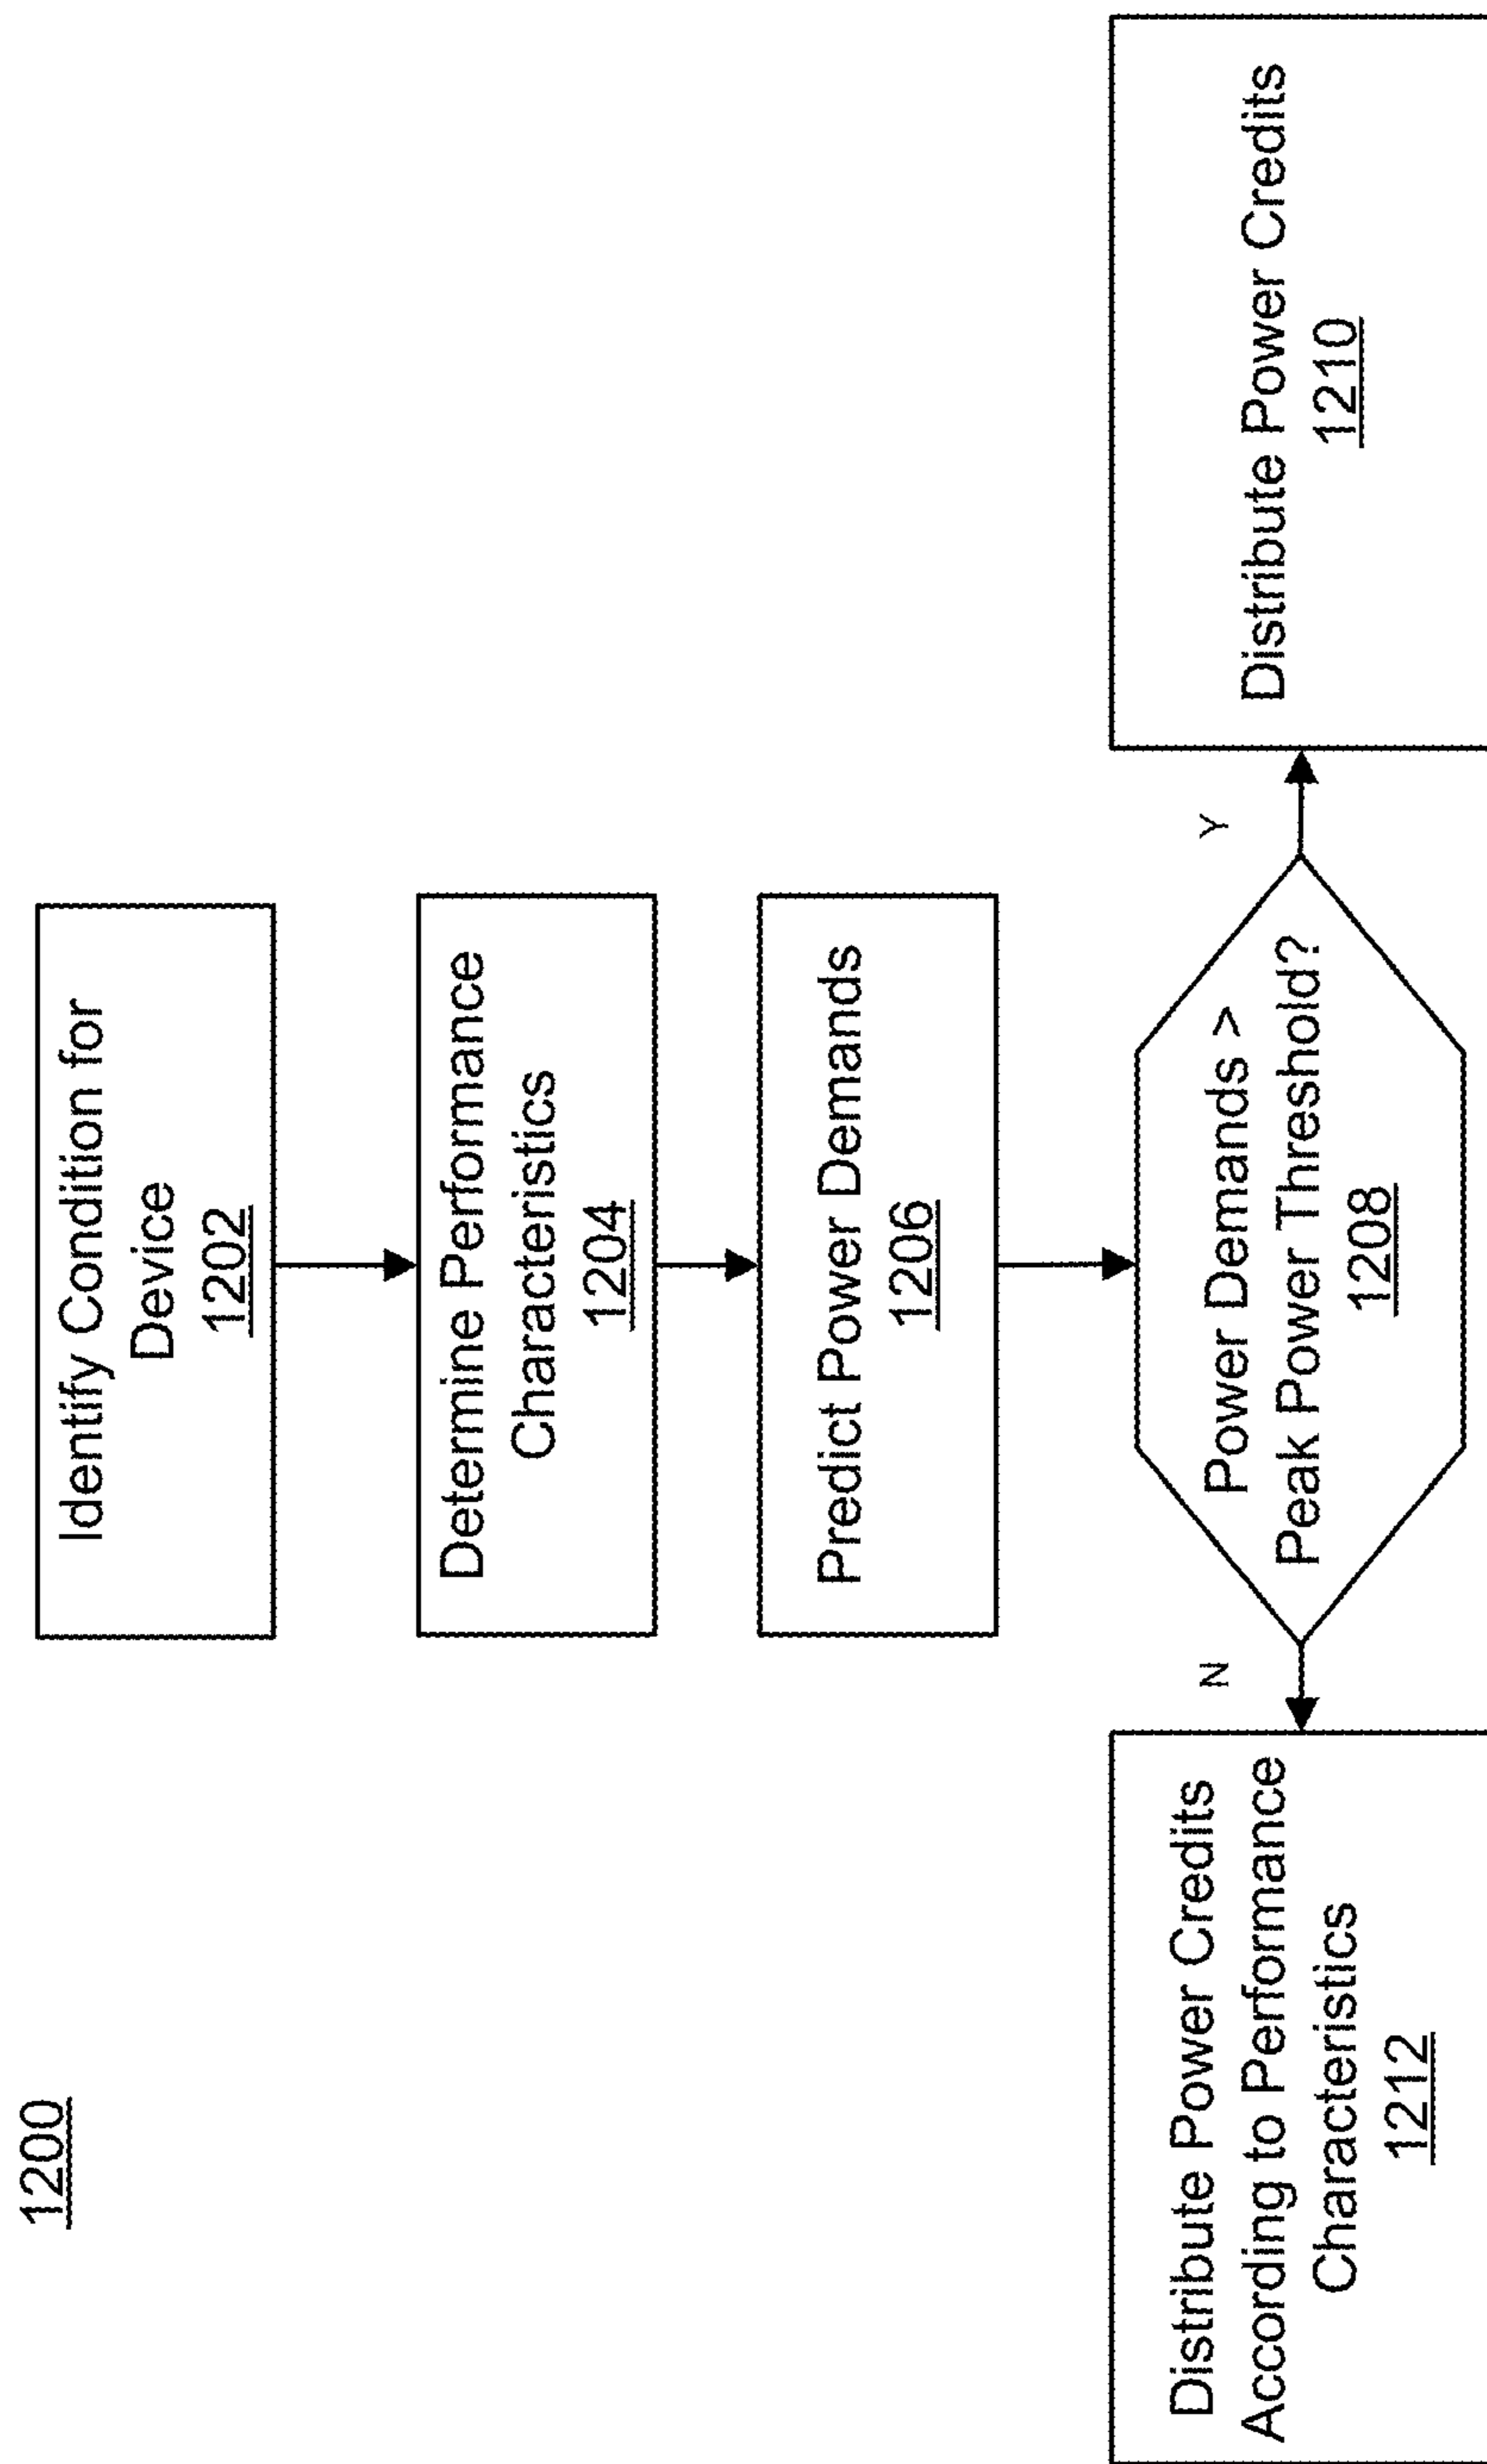 1200
Identify Condition for
Device
1202
Determine Performance
Characteristics
1204
Predict Power Demands
1206
Power Demands >
Peak Power Threshold?
1208
N
Y
Distribute Power Credits
According to Performance
Characteristics
1212
Distribute Power Credits
1210